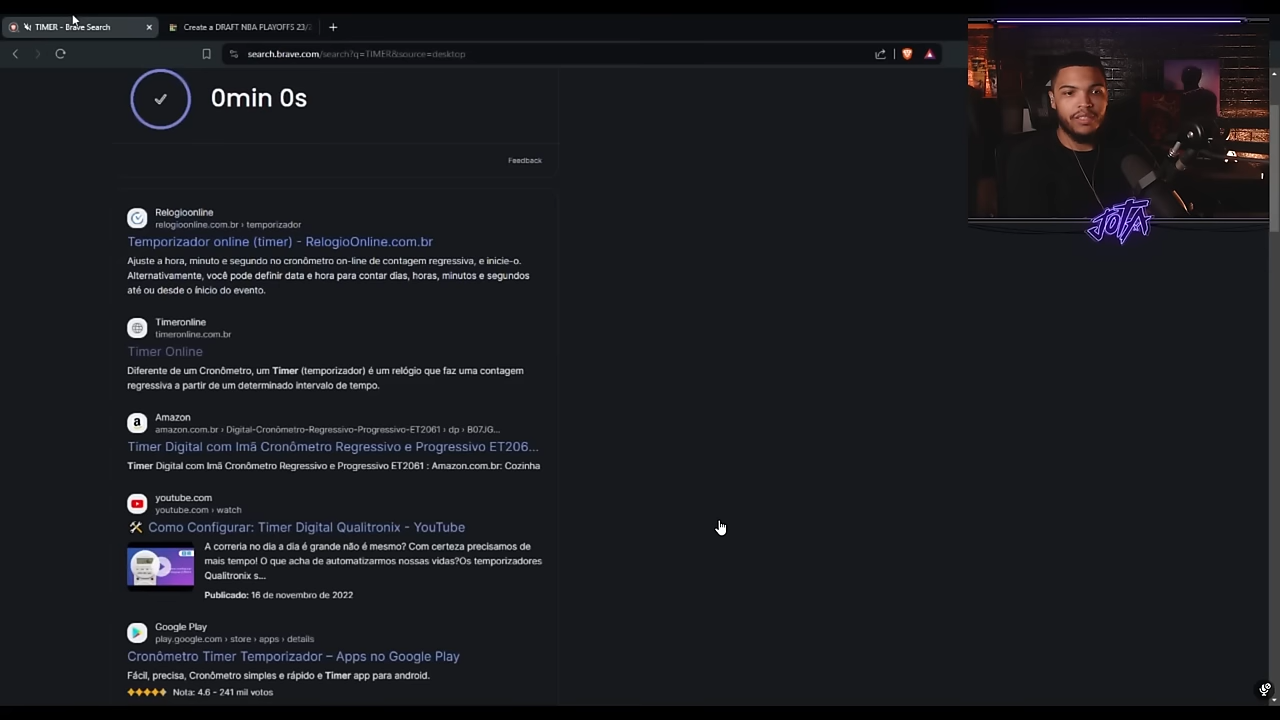 TIMER - Brave Search
Create a DRAFT NBA PLAYOFFS 23/
search.brave.com/search?q=TIMER&source=desktop
0min 0s
Feedback
Relogioonline
relogioonline.com.br › temporizador
Temporizador online (timer) - RelogioOnline.com.br
Ajuste a hora, minuto e segundo no cronômetro on-line de contagem regressiva, e inicie-o.
Alternativamente, você pode definir data e hora para contar dias, horas, minutos e segundos
até ou desde o ínicio do evento.
Timeronline
timeronline.com.br
Timer Online
Diferente de um Cronômetro, um Timer (temporizador) é um relógio que faz uma contagem
regressiva a partir de um determinado intervalo de tempo.
Amazon
amazon.com.br › Digital-Cronômetro-Regressivo-Progressivo-ET2061 › dp › B07JG...
Timer Digital com Imã Cronômetro Regressivo e Progressivo ET206...
Timer Digital com Imã Cronômetro Regressivo e Progressivo ET2061 : Amazon.com.br: Cozinha
youtube.com
youtube.com › watch
🛠 Como Configurar: Timer Digital Qualitronix - YouTube
A correria no dia a dia é grande não é mesmo? Com certeza precisamos de
mais tempo! O que acha de automatizarmos nossas vidas?Os temporizadores
Qualitronix s...
Publicado: 16 de novembro de 2022
Google Play
play.google.com › store › apps › details
Cronômetro Timer Temporizador – Apps no Google Play
Fácil, precisa, Cronômetro simples e rápido e Timer app para android.
Nota: 4.6 - 241 mil votos
JOTA